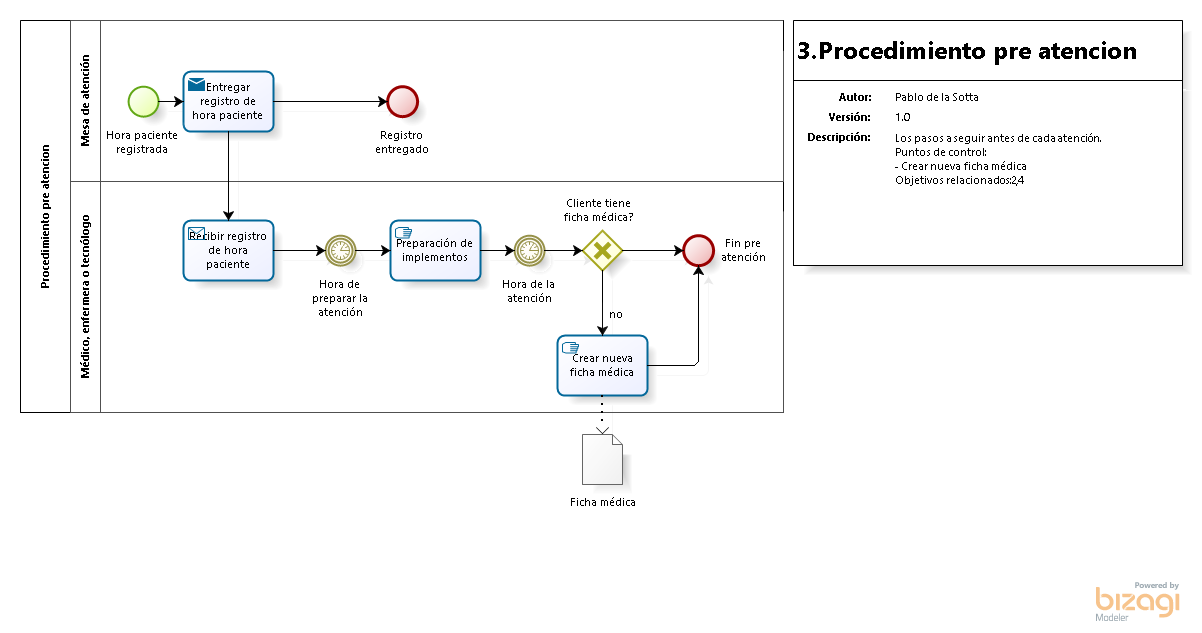 Procedimiento pre atencion
Mesa de atención
Hora paciente
registrada
Entregar
registro de
hora paciente
Registro
entregado
Médico, enfermera o tecnólogo
Recibir registro
de hora
paciente
Hora de
preparar la
atención
Preparación de
implementos
Hora de la
atención
Cliente tiene
ficha médica?
Fin pre
atención
no
Crear nueva
ficha médica
Ficha médica
3.Procedimiento pre atencion
Autor: Pablo de la Sotta
Versión: 1.0
Descripción: Los pasos a seguir antes de cada atención.
Puntos de control:
- Crear nueva ficha médica
Objetivos relacionados:2,4
Powered by
bizagi
Modeler